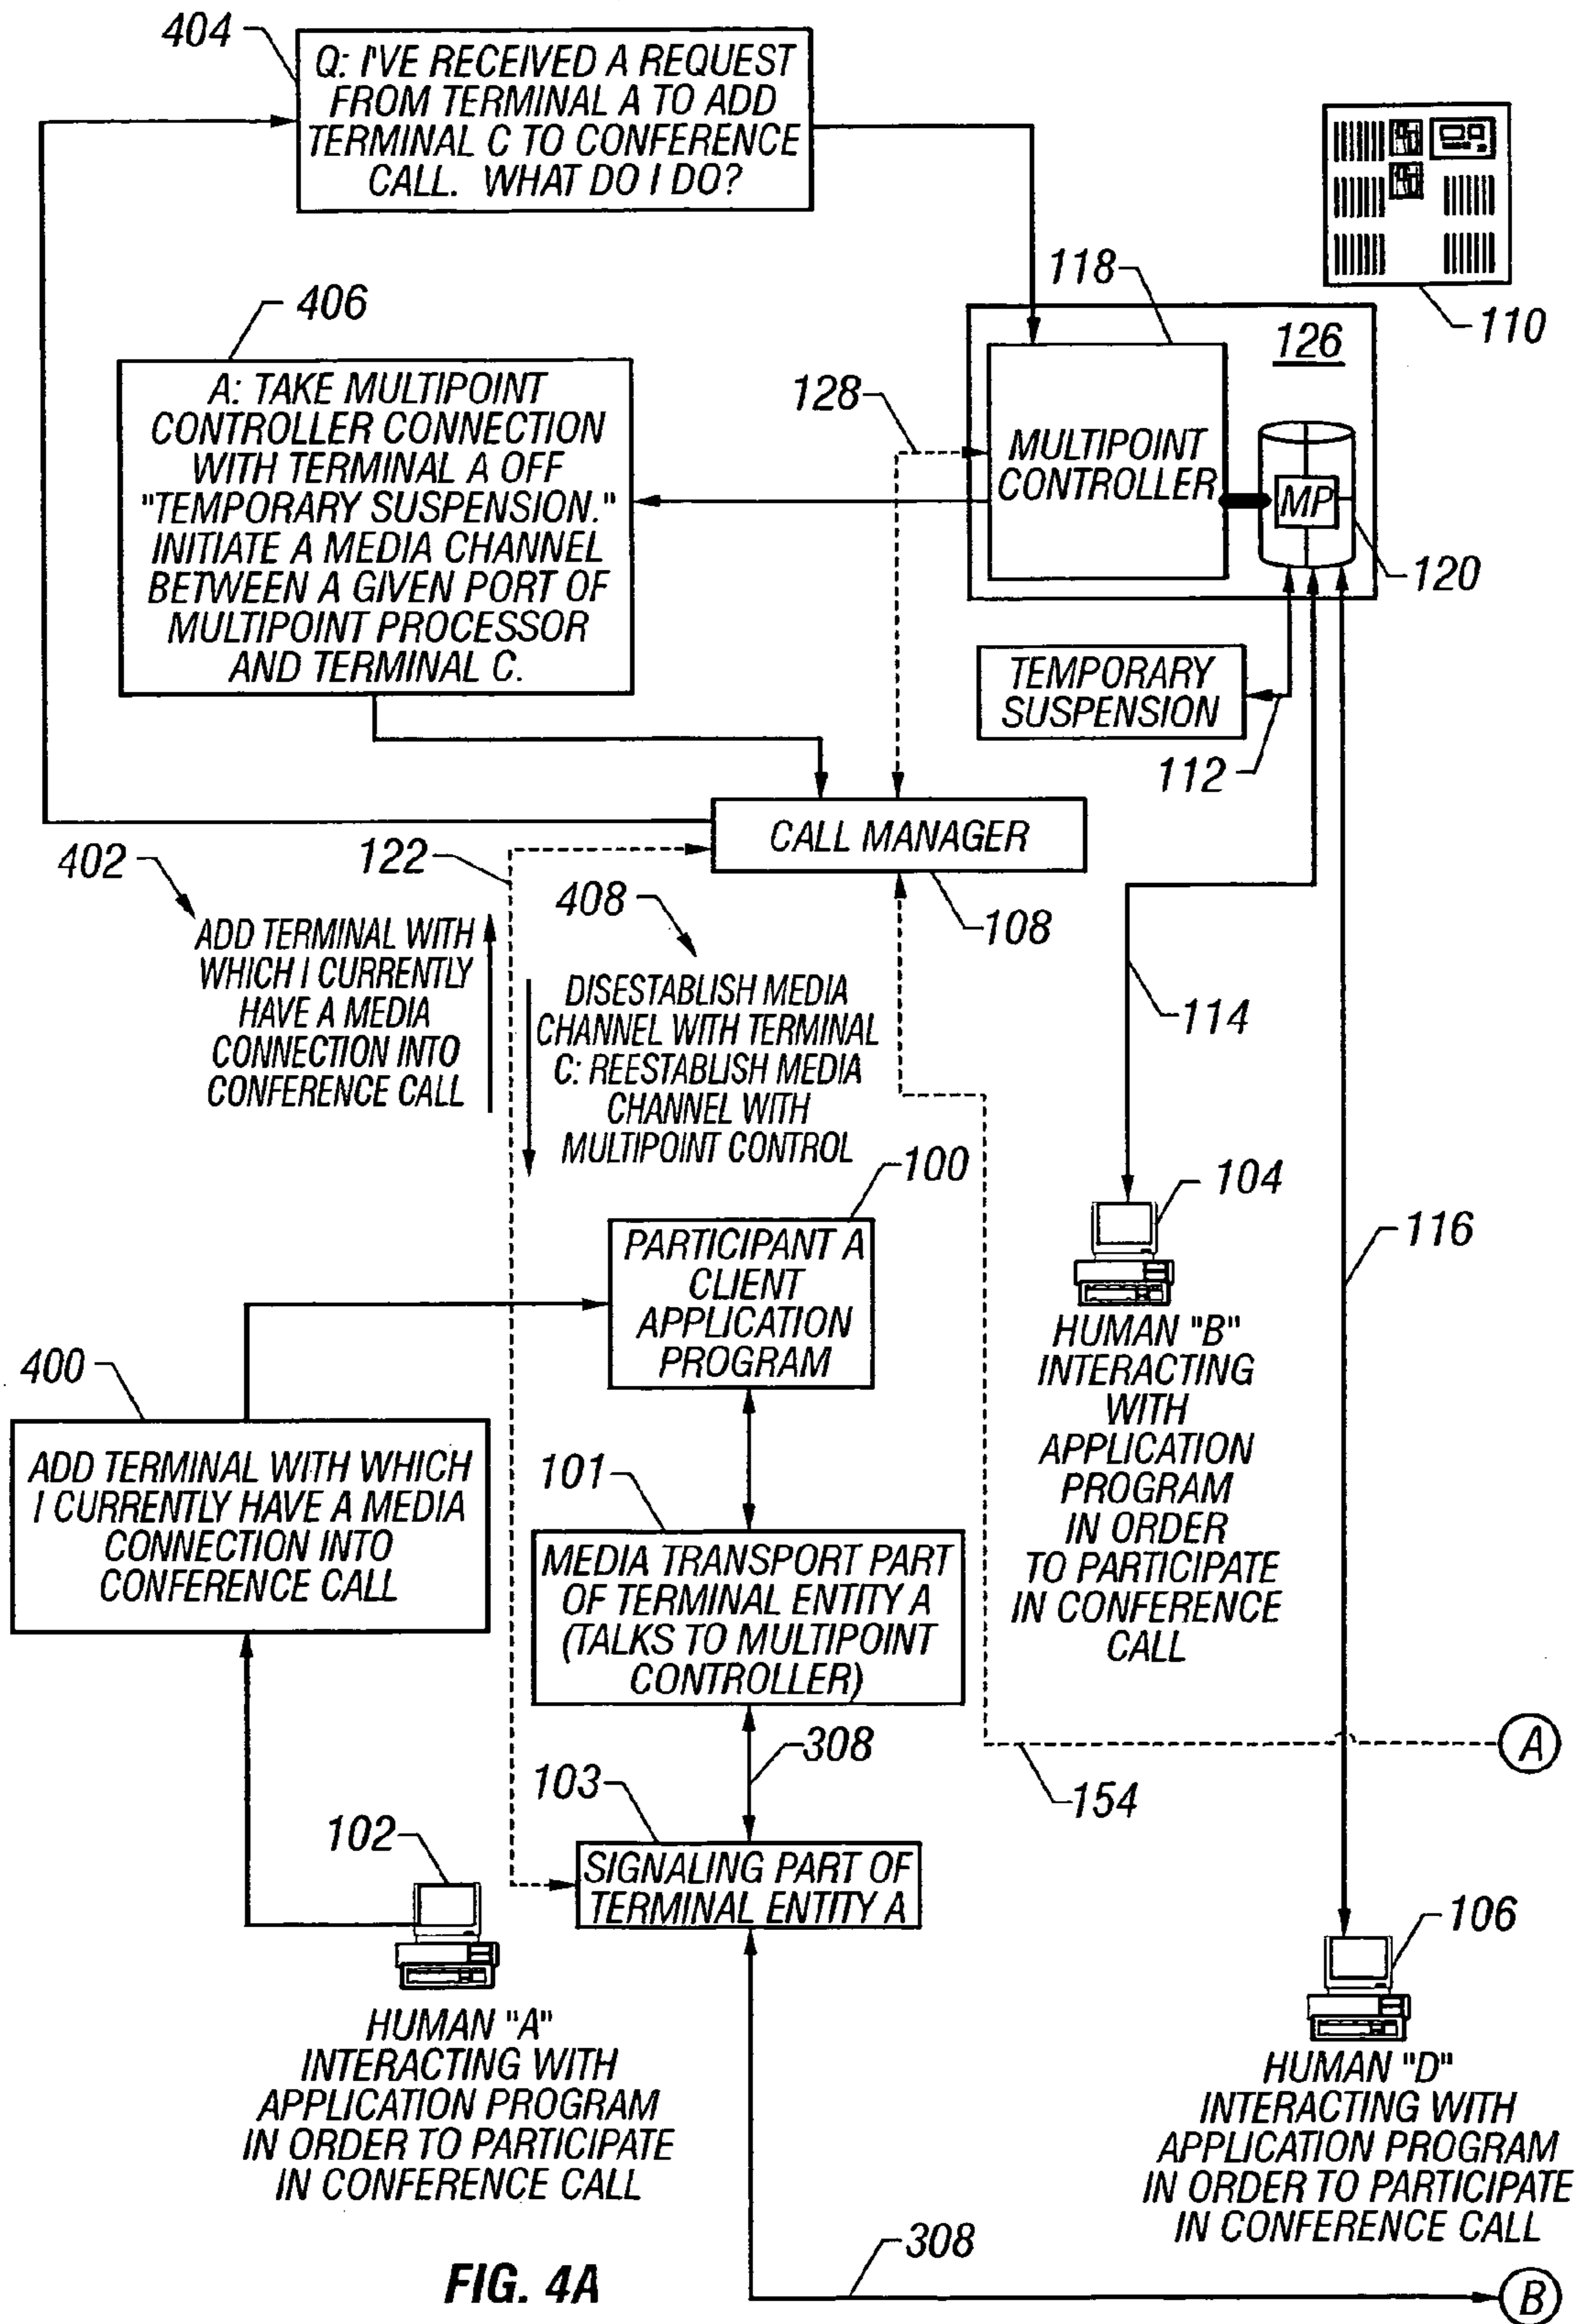 404
Q: I'VE RECEIVED A REQUEST
FROM TERMINAL A TO ADD
TERMINAL C TO CONFERENCE
CALL. WHAT DO I DO?
110
118
126
406
A: TAKE MULTIPOINT
CONTROLLER CONNECTION
WITH TERMINAL A OFF
"TEMPORARY SUSPENSION."
INITIATE A MEDIA CHANNEL
BETWEEN A GIVEN PORT OF
MULTIPOINT PROCESSOR
AND TERMINAL C.
128
MULTIPOINT
CONTROLLER
MP
120
TEMPORARY
SUSPENSION
112
CALL MANAGER
108
122
402
ADD TERMINAL WITH
WHICH I CURRENTLY
HAVE A MEDIA
CONNECTION INTO
CONFERENCE CALL
408
DISESTABLISH MEDIA
CHANNEL WITH TERMINAL
C: REESTABLISH MEDIA
CHANNEL WITH
MULTIPOINT CONTROL
114
100
PARTICIPANT A
CLIENT
APPLICATION
PROGRAM
104
HUMAN "B"
INTERACTING
WITH
APPLICATION
PROGRAM
IN ORDER
TO PARTICIPATE
IN CONFERENCE
CALL
116
400
ADD TERMINAL WITH WHICH
I CURRENTLY HAVE A MEDIA
CONNECTION INTO
CONFERENCE CALL
101
MEDIA TRANSPORT PART
OF TERMINAL ENTITY A
(TALKS TO MULTIPOINT
CONTROLLER)
308
A
154
103
SIGNALING PART OF
TERMINAL ENTITY A
102
HUMAN "A"
INTERACTING WITH
APPLICATION PROGRAM
IN ORDER TO PARTICIPATE
IN CONFERENCE CALL
106
HUMAN "D"
INTERACTING WITH
APPLICATION PROGRAM
IN ORDER TO PARTICIPATE
IN CONFERENCE CALL
308
B
FIG. 4A